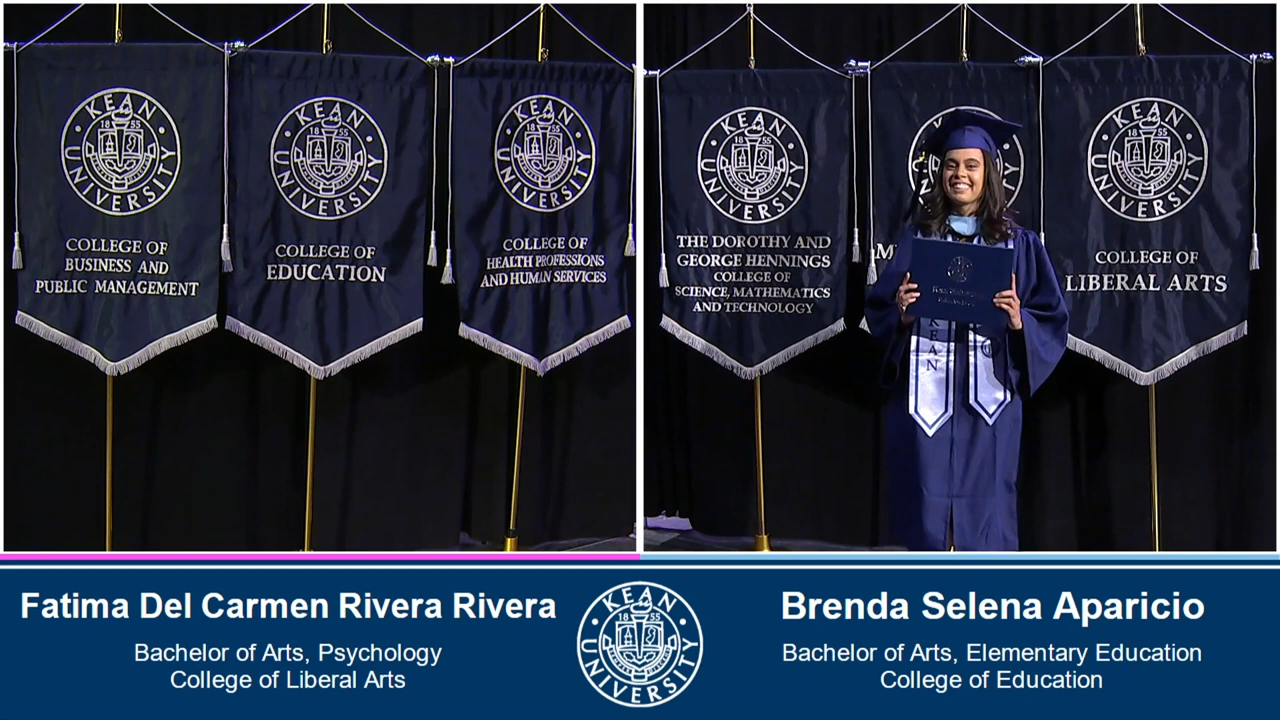 KEAN UNIVERSITY
1855
COLLEGE OF
BUSINESS AND
PUBLIC MANAGEMENT
KEAN UNIVERSITY
1855
COLLEGE OF
EDUCATION
KEAN UNIVERSITY
1855
COLLEGE OF
HEALTH PROFESSIONS
AND HUMAN SERVICES
KEAN UNIVERSITY
1855
THE DOROTHY AND
GEORGE HENNINGS
COLLEGE OF
SCIENCE, MATHEMATICS
AND TECHNOLOGY
KEAN
KEAN UNIVERSITY
1855
COLLEGE OF
LIBERAL ARTS
Fatima Del Carmen Rivera Rivera
Bachelor of Arts, Psychology
College of Liberal Arts
KEAN UNIVERSITY
1855
Brenda Selena Aparicio
Bachelor of Arts, Elementary Education
College of Education